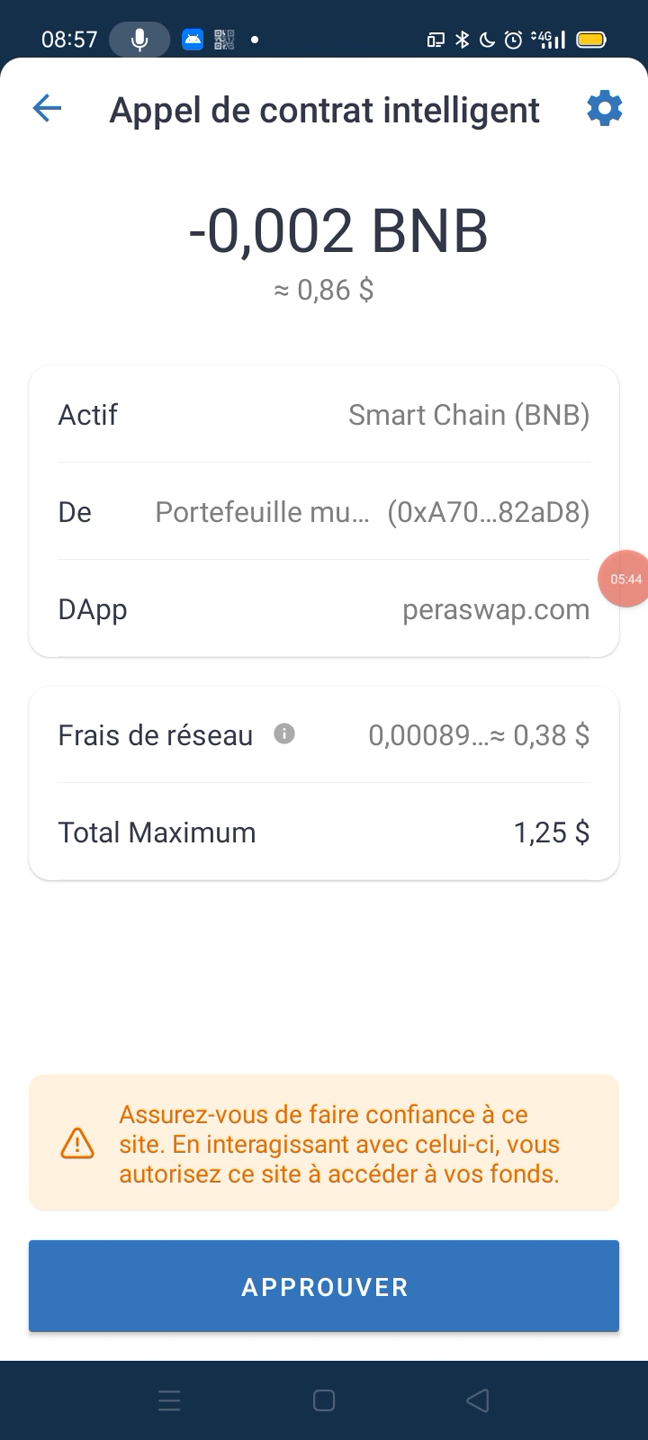 08:57
4G
Appel de contrat intelligent
-0,002 BNB
≈ 0,86 $
Actif Smart Chain (BNB)
De Portefeuille mu... (0xA70...82aD8)
05:44
DApp peraswap.com
Frais de réseau 0,00089...≈ 0,38 $
Total Maximum 1,25 $
Assurez-vous de faire confiance à ce
site. En interagissant avec celui-ci, vous
autorisez ce site à accéder à vos fonds.
APPROUVER